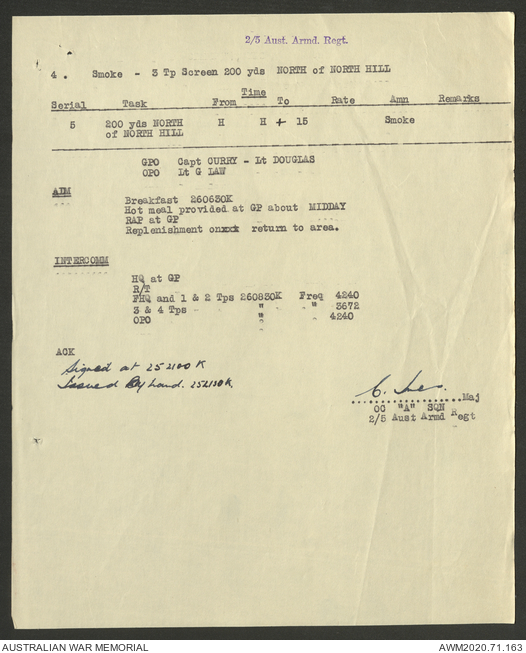 2/5 Aust. Armd. Regt.
4. Smoke - 3 Tp Screen 200 yds NORTH of NORTH HILL
Time
Serial Task From To Rate Amn Remarks
5 200 yds NORTH H H + 15 Smoke
of NORTH HILL
GPO Capt CURRY - Lt DOUGLAS
OPO Lt G LAW
AIM
Breakfast 260630K
Hot meal provided at GP about MIDDAY
RAP at GP
Replenishment on return to area.
INTERCOMM
HQ at GP
R/T
FHQ and 1 & 2 Tps 260830K Freq 4240
3 & 4 Tps - " " 3672
OPO " " 4240
ACK
Signed at 252100K
Issued By hand. 252130K
Maj
OC "A" SQN
2/5 Aust Armd Regt
AUSTRALIAN WAR MEMORIAL AWM2020.71.163